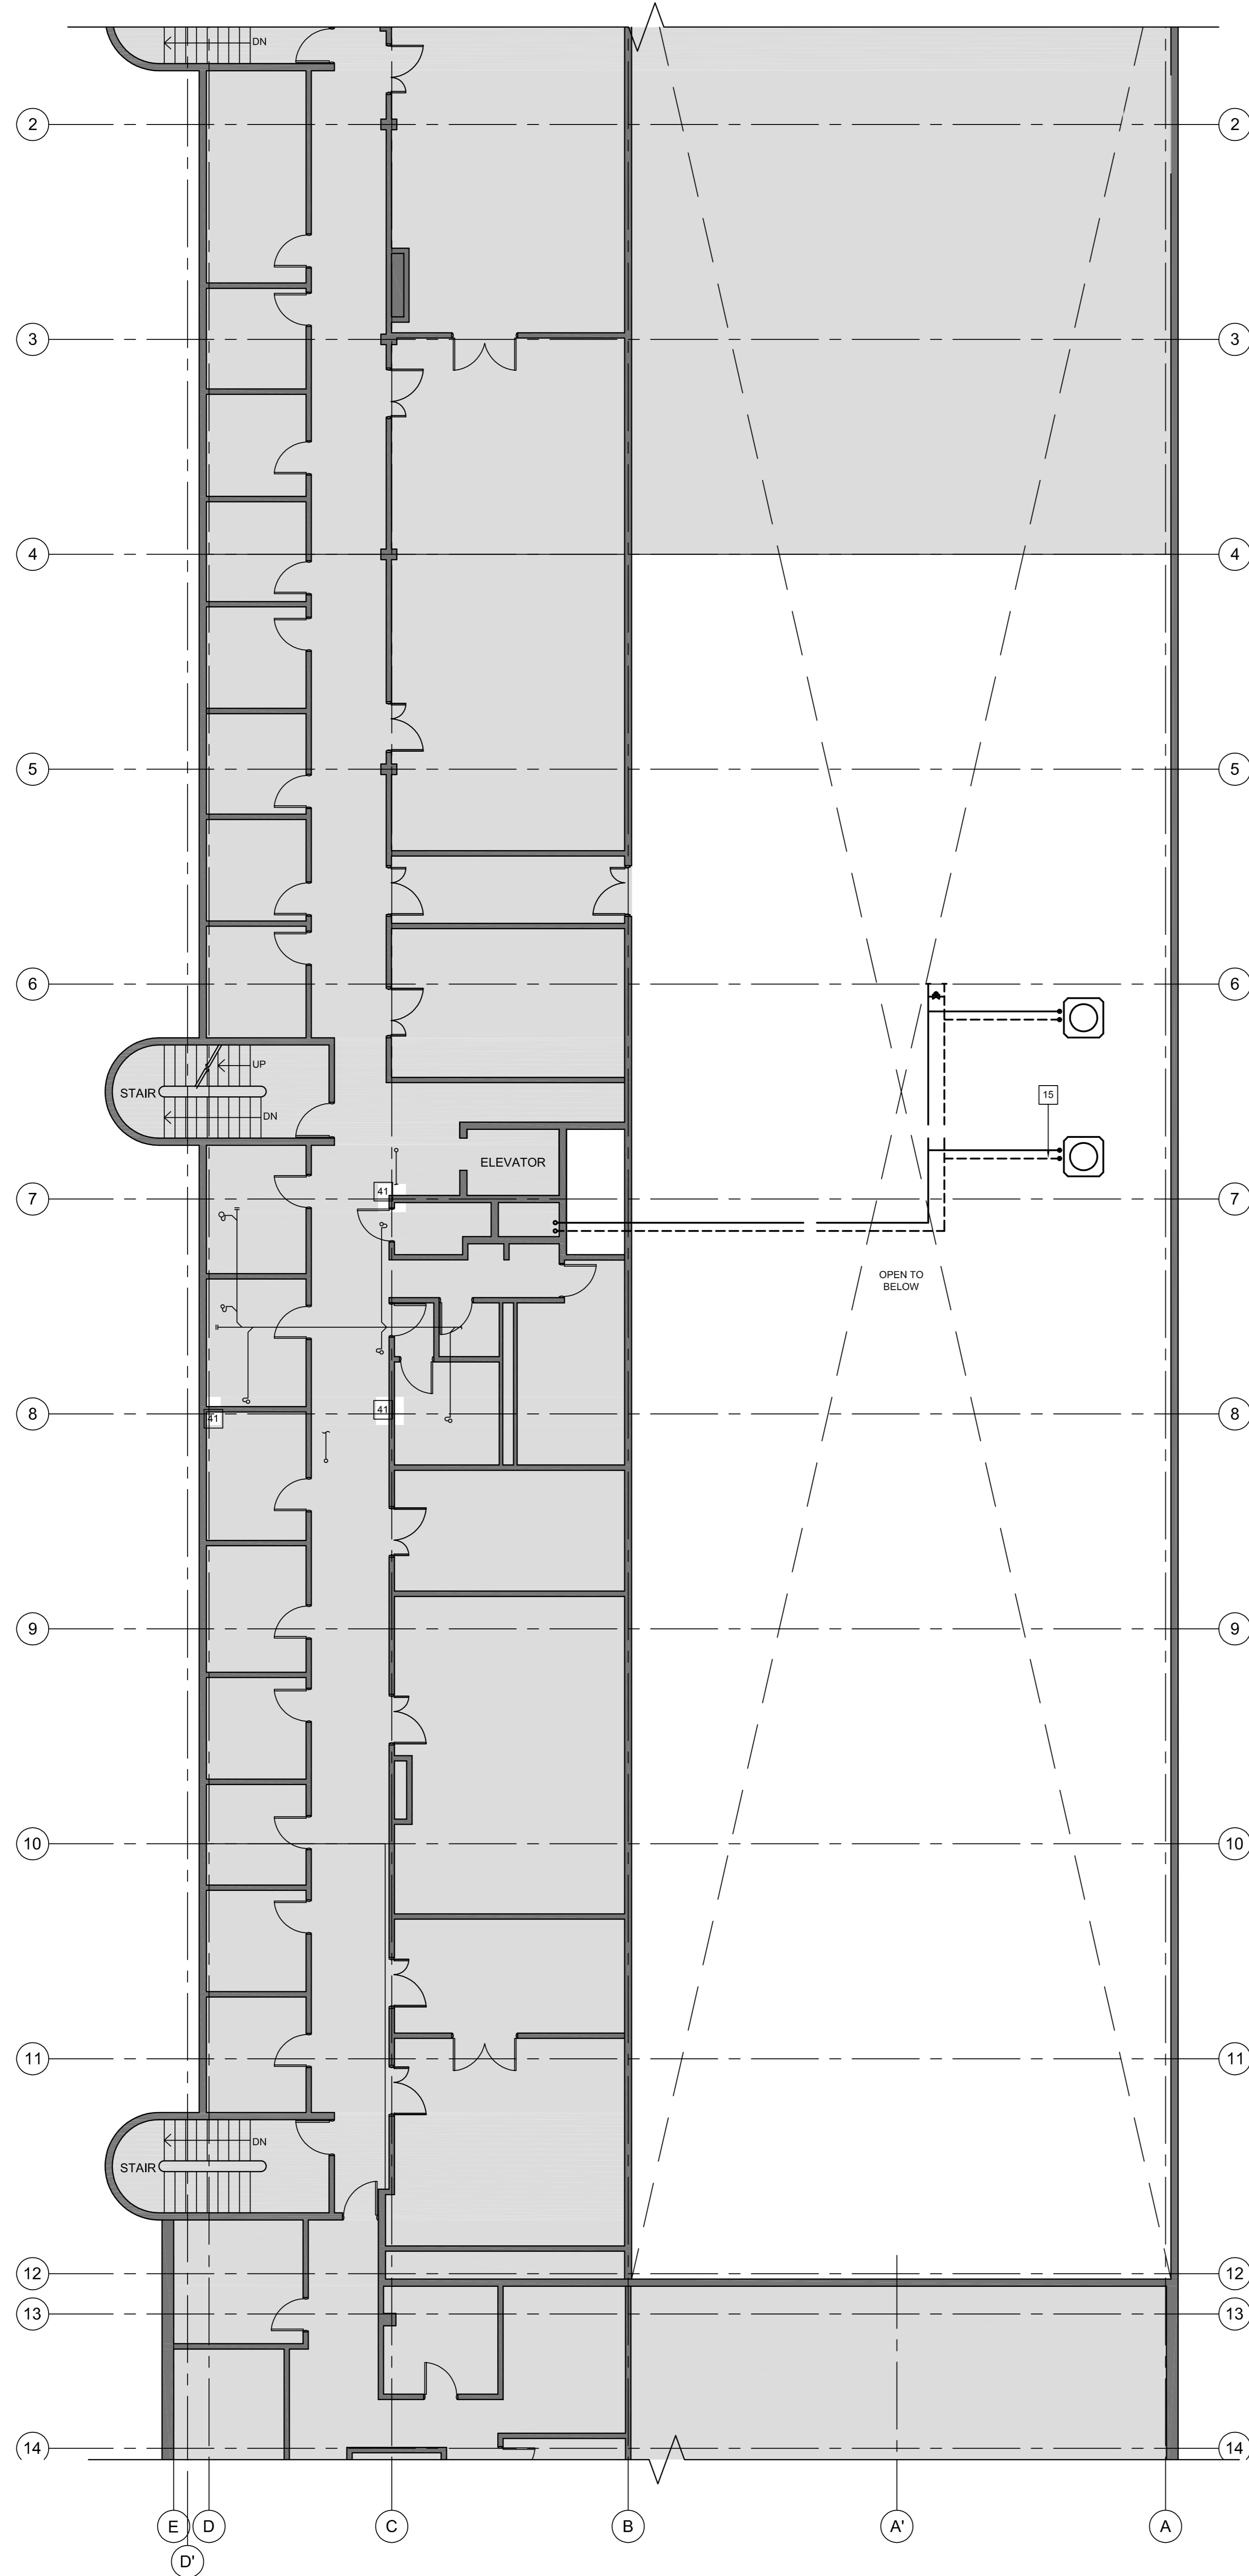 DN
2 2
3 3
4 4
5 5
6 6
UP
STAIR
DN
15
ELEVATOR
41
7 7
OPEN TO
BELOW
41
41
8 8
9 9
10 10
11 11
DN
STAIR
12 12
13 13
14 14
E D C B A' A
D'